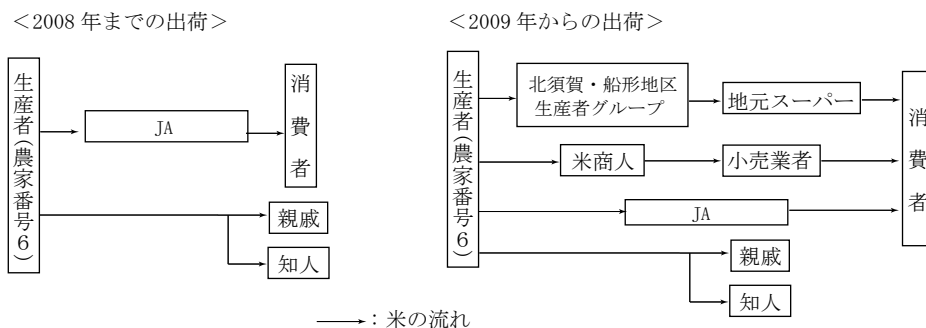 <2008年までの出荷>
生産者(農家番号6)
JA
消費者
親戚
知人
<2009年からの出荷>
生産者(農家番号6)
北須賀・船形地区
生産者グループ
地元スーパー
米商人
小売業者
JA
消費者
親戚
知人
:米の流れ